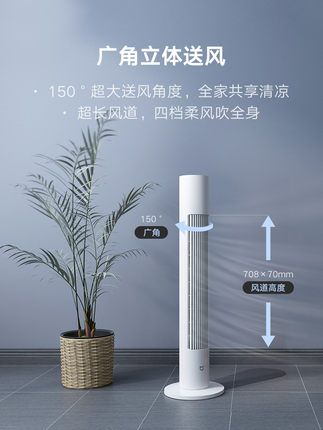 广角立体送风
· 150°超大送风角度，全家共享清凉
· 超长风道，四档柔风吹全身
150°
广角
708×70mm
风道高度